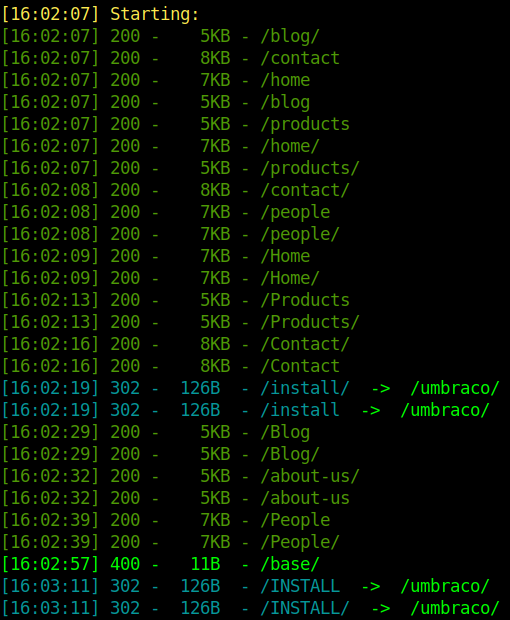 [16:02:07] Starting:
[16:02:07] 200 -    5KB - /blog/
[16:02:07] 200 -    8KB - /contact
[16:02:07] 200 -    7KB - /home
[16:02:07] 200 -    5KB - /blog
[16:02:07] 200 -    5KB - /products
[16:02:07] 200 -    7KB - /home/
[16:02:07] 200 -    5KB - /products/
[16:02:08] 200 -    8KB - /contact/
[16:02:08] 200 -    7KB - /people
[16:02:08] 200 -    7KB - /people/
[16:02:09] 200 -    7KB - /Home
[16:02:09] 200 -    7KB - /Home/
[16:02:13] 200 -    5KB - /Products
[16:02:13] 200 -    5KB - /Products/
[16:02:16] 200 -    8KB - /Contact/
[16:02:16] 200 -    8KB - /Contact
[16:02:19] 302 -  126B  - /install/  ->  /umbraco/
[16:02:19] 302 -  126B  - /install  ->  /umbraco/
[16:02:29] 200 -    5KB - /Blog
[16:02:29] 200 -    5KB - /Blog/
[16:02:32] 200 -    5KB - /about-us/
[16:02:32] 200 -    5KB - /about-us
[16:02:39] 200 -    7KB - /People
[16:02:39] 200 -    7KB - /People/
[16:02:57] 400 -   11B  - /base/
[16:03:11] 302 -  126B  - /INSTALL  ->  /umbraco/
[16:03:11] 302 -  126B  - /INSTALL/  ->  /umbraco/